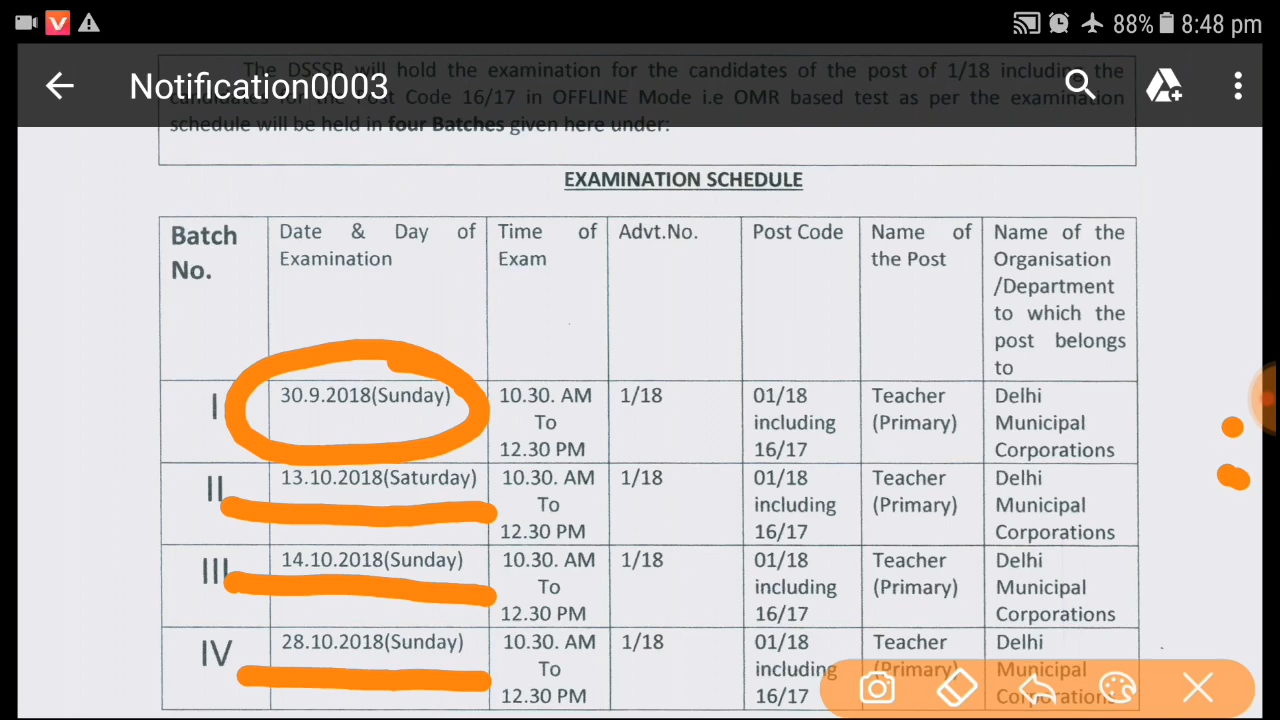 88% 8:48 pm
The DSSSB will hold the examination for the candidates of the post of 1/18 including the
Notification0003
candidates for the Post Code 16/17 in OFFLINE Mode i.e OMR based test as per the examination
schedule will be held in four Batches given here under:
EXAMINATION SCHEDULE
Batch No. Date & Day of Examination Time of Exam Advt.No. Post Code Name of the Post Name of the Organisation /Department to which the post belongs to
I 30.9.2018(Sunday) 10.30. AM To 12.30 PM 1/18 01/18 including 16/17 Teacher (Primary) Delhi Municipal Corporations
II 13.10.2018(Saturday) 10.30. AM To 12.30 PM 1/18 01/18 including 16/17 Teacher (Primary) Delhi Municipal Corporations
III 14.10.2018(Sunday) 10.30. AM To 12.30 PM 1/18 01/18 including 16/17 Teacher (Primary) Delhi Municipal Corporations
IV 28.10.2018(Sunday) 10.30. AM To 12.30 PM 1/18 01/18 including 16/17 Teacher (Primary) Delhi Municipal Corporations